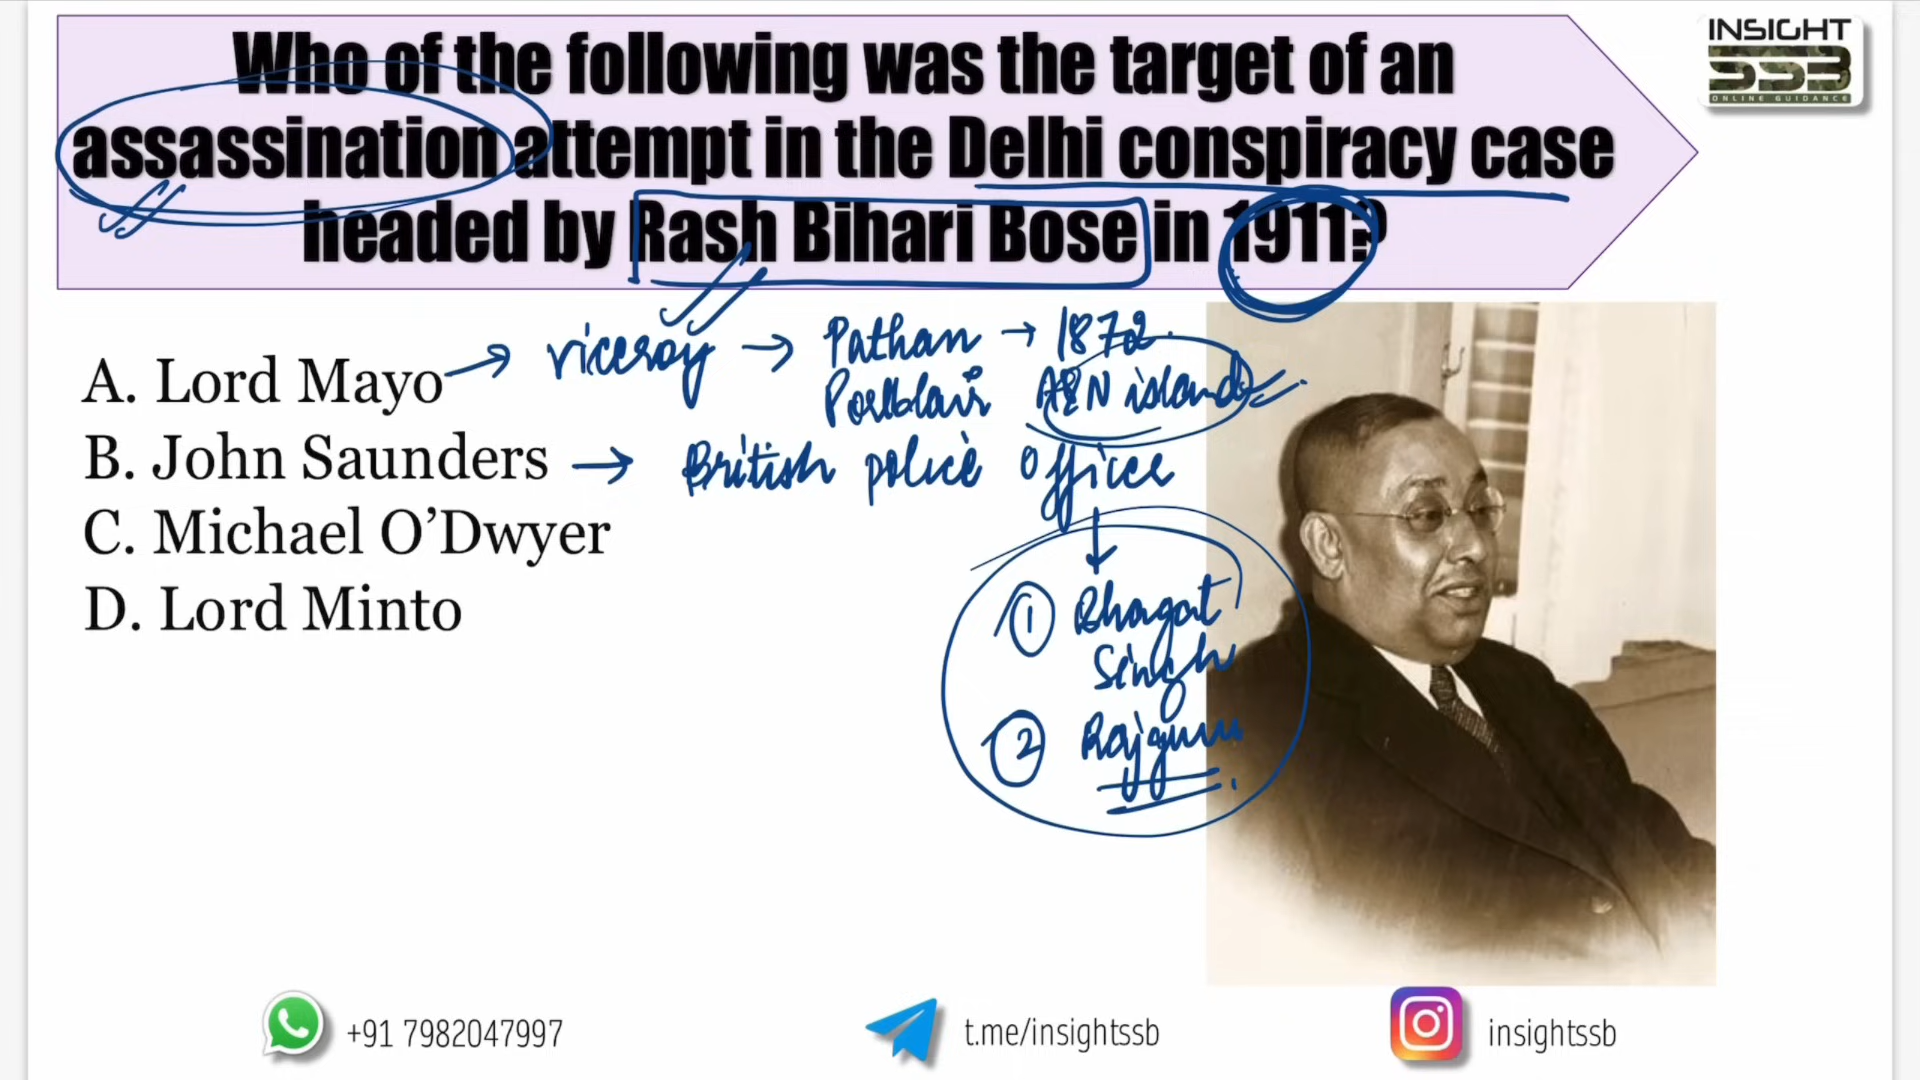 Who of the following was the target of an
assassination attempt in the Delhi conspiracy case
headed by Rash Bihari Bose in 1911?
INSIGHT
SSB
ONLINE GUIDANCE
A. Lord Mayo → viceroy → Pathan → 1872.
Portblair A&N island
B. John Saunders → British police office
C. Michael O’Dwyer
D. Lord Minto
1 Bhagat
Singh
2 Rajguru
+91 7982047997
t.me/insightssb
insightssb